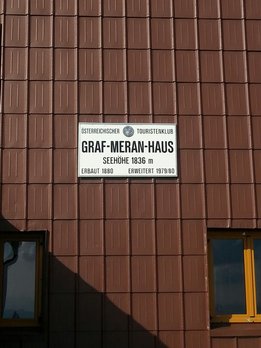 ÖSTERREICHISCHER TOURISTENKLUB
GRAF-MERAN-HAUS
SEEHÖHE 1836 m
ERBAUT 1880 ERWEITERT 1979/80